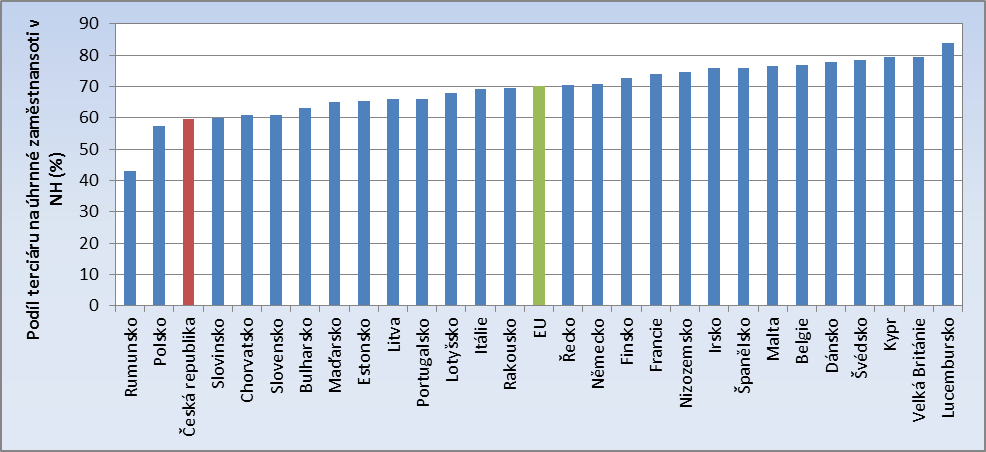 Podíl terciáru na úhrnné zaměstnansoti v
NH (%)
90
80
70
60
50
40
30
20
10
0
Rumunsko
Polsko
Česká republika
Slovinsko
Chorvatsko
Slovensko
Bulharsko
Maďarsko
Estonsko
Litva
Portugalsko
Lotyšsko
Itálie
Rakousko
EU
Řecko
Německo
Finsko
Francie
Nizozemsko
Irsko
Španělsko
Malta
Belgie
Dánsko
Švédsko
Kypr
Velká Británie
Lucembursko